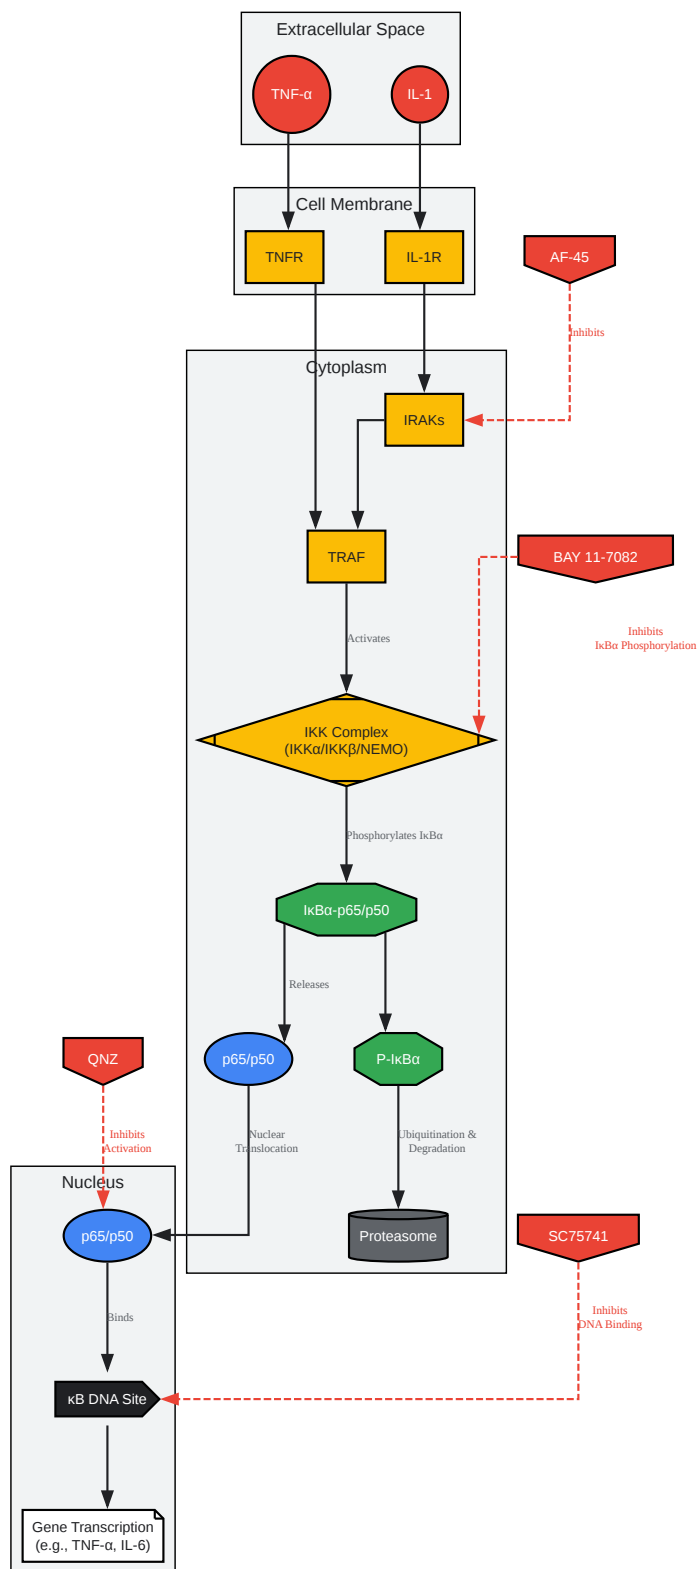 Extracellular Space
TNF-α
IL-1
Cell Membrane
TNFR
IL-1R
AF-45
Inhibits
Cytoplasm
IRAKs
TRAF
BAY 11-7082
Inhibits
IκBα Phosphorylation
Activates
IKK Complex
(IKKα/IKKβ/NEMO)
Phosphorylates IκBα
IκBα-p65/p50
Releases
QNZ
p65/p50
P-IκBα
Inhibits
Activation
Nuclear
Translocation
Ubiquitination &
Degradation
Nucleus
p65/p50
Proteasome
SC75741
Inhibits
DNA Binding
Binds
κB DNA Site
Gene Transcription
(e.g., TNF-α, IL-6)